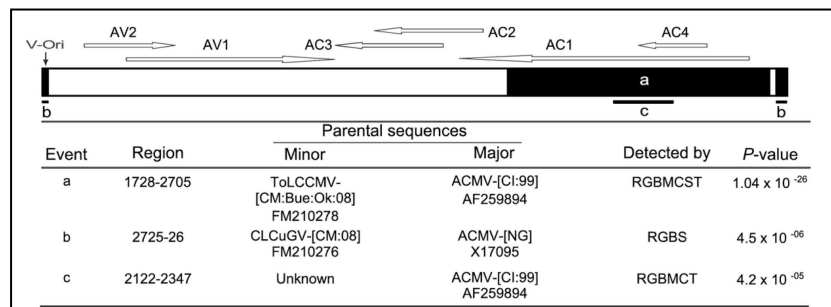 AV2
AC2
AC4
V-Ori
AV1
AC3
AC1
a
b
c
b
Parental sequences
Event Region Minor Major Detected by P-value
a 1728-2705 ToLCCMV- ACMV-[CI:99] RGBMCST 1.04 x 10 -26
[CM:Bue:Ok:08] AF259894
FM210278
b 2725-26 CLCuGV-[CM:08] ACMV-[NG] RGBS 4.5 x 10 -06
FM210276 X17095
c 2122-2347 Unknown ACMV-[CI:99] RGBMCT 4.2 x 10 -05
AF259894